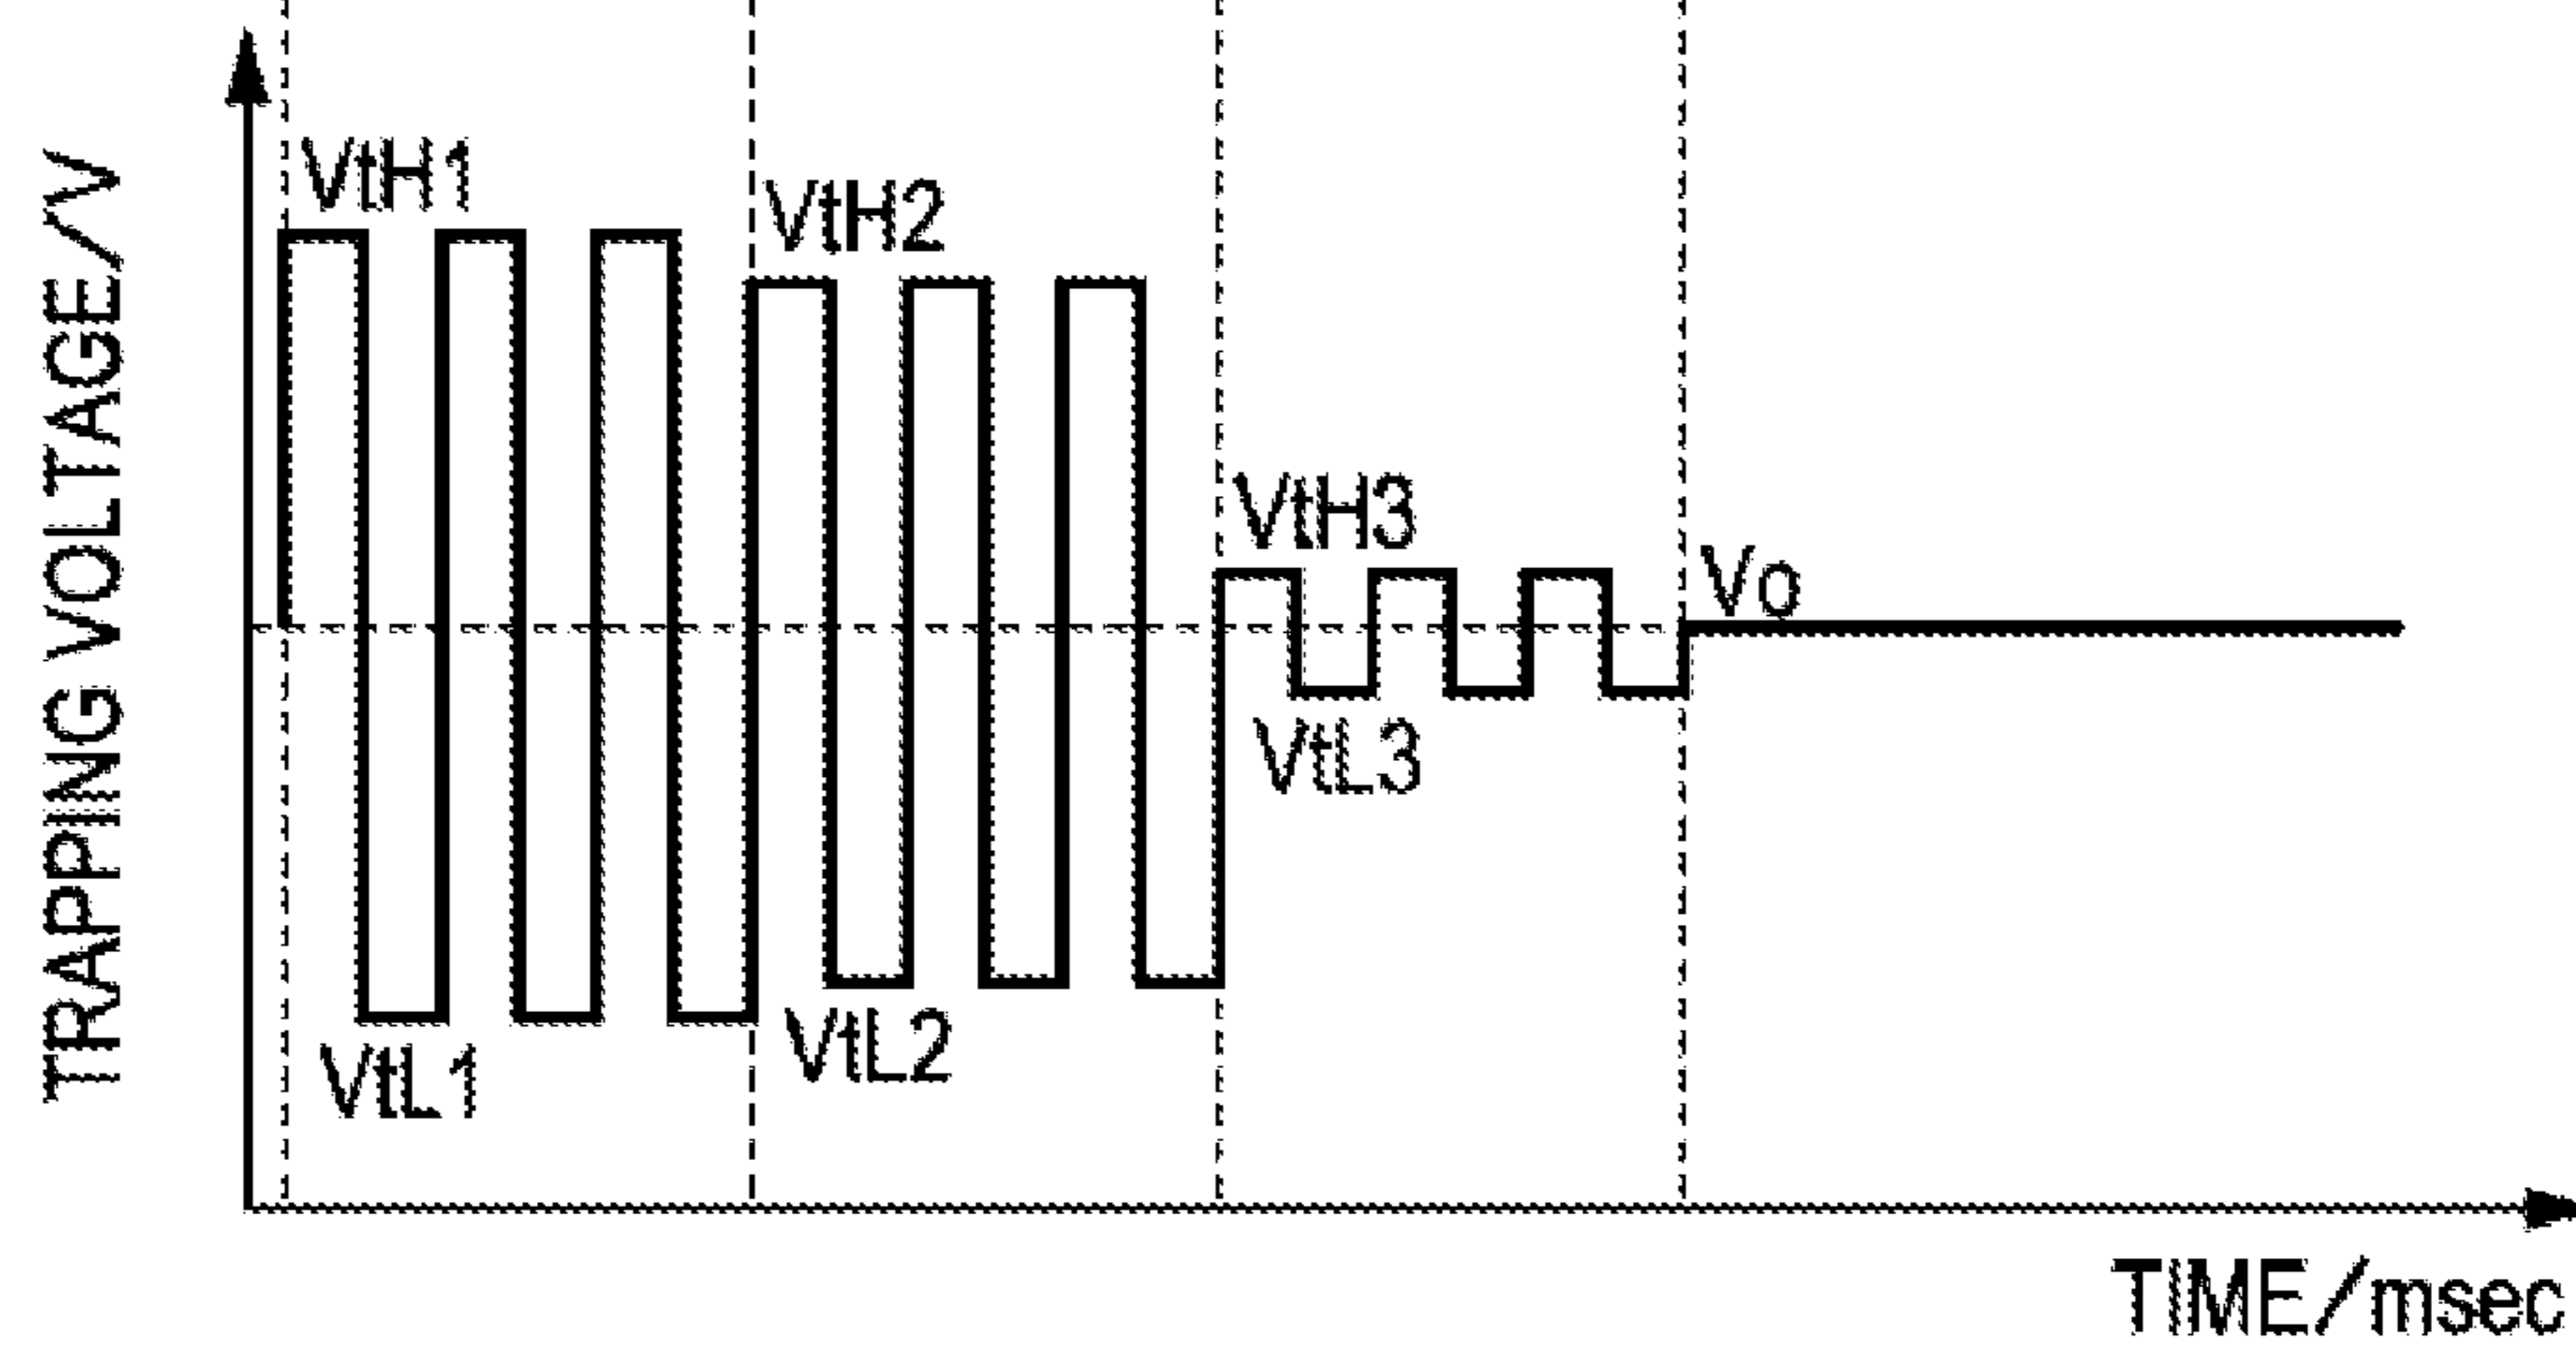 TRAPPING VOLTAGE/V
VtH1
VtH2
VtH3
Vo
VtL3
VtL2
VtL1
TIME/msec